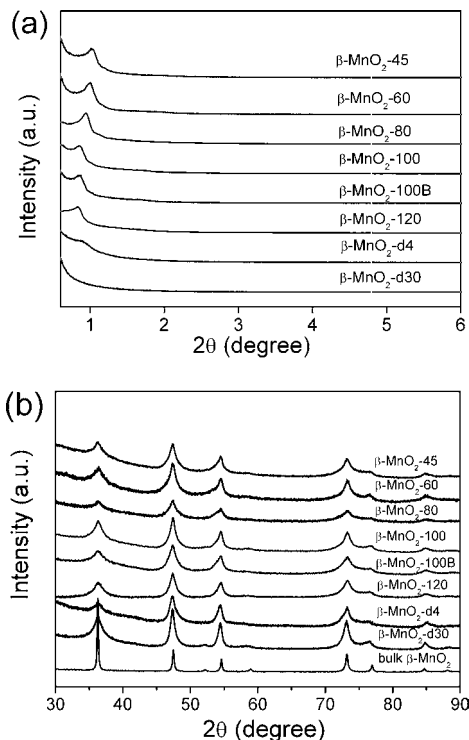 (a)
Intensity (a.u.)
β-MnO₂-45
β-MnO₂-60
β-MnO₂-80
β-MnO₂-100
β-MnO₂-100B
β-MnO₂-120
β-MnO₂-d4
β-MnO₂-d30
1 2 3 4 5 6
2θ (degree)
(b)
Intensity (a.u.)
β-MnO₂-45
β-MnO₂-60
β-MnO₂-80
β-MnO₂-100
β-MnO₂-100B
β-MnO₂-120
β-MnO₂-d4
β-MnO₂-d30
bulk β-MnO₂
30 40 50 60 70 80 90
2θ (degree)